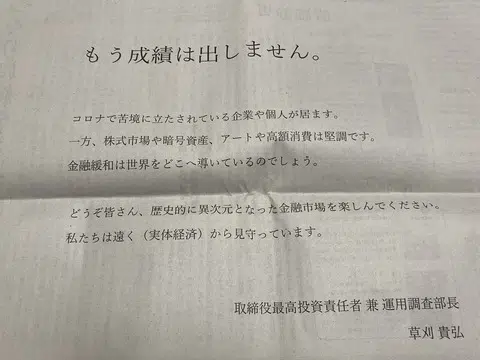 もう成績は出しません。
コロナで苦境に立たされている企業や個人が居ます。
一方、株式市場や暗号資産、アートや高額消費は堅調です。
金融緩和は世界をどこへ導いているのでしょう。
どうぞ皆さん、歴史的に異次元となった金融市場を楽しんでください。
私たちは遠く（実体経済）から見守っています。
取締役最高投資責任者 兼 運用調査部長
草刈 貴弘